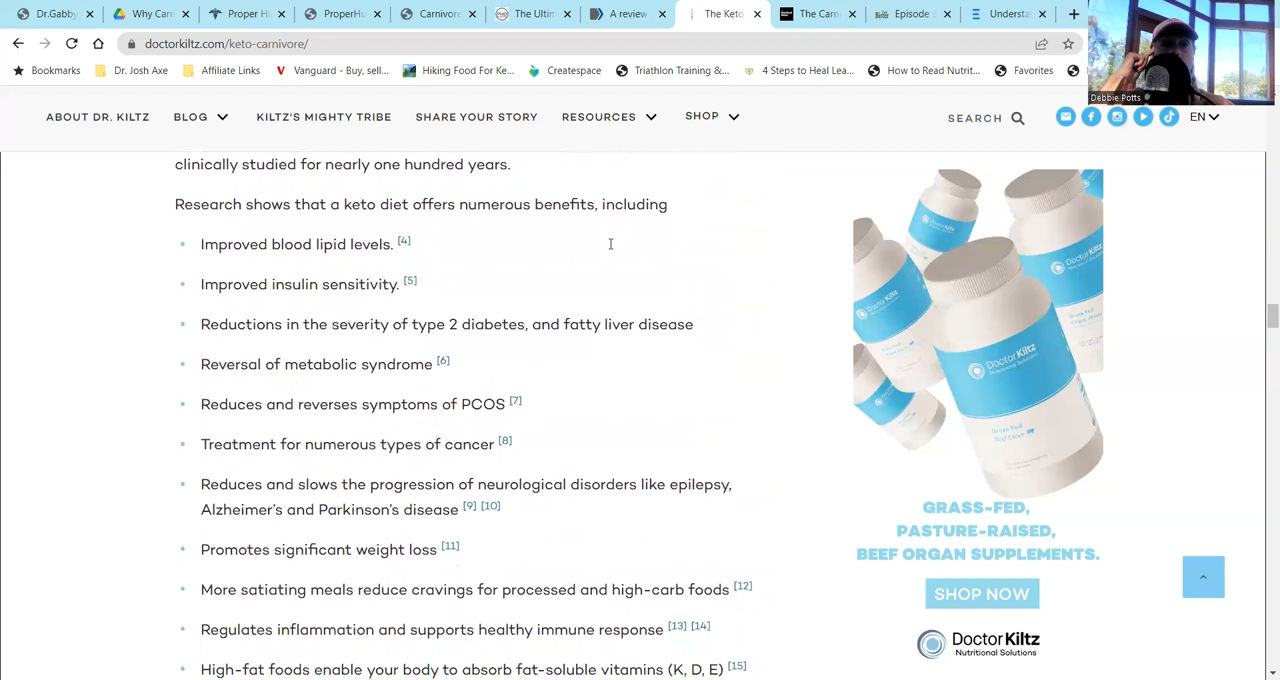 Dr.Gabby
Why Carn
Proper H
ProperHu
Carnivore
The Ultim
A review
The Keto
The Carn
Episode
Understa
doctorkiltz.com/keto-carnivore/
Bookmarks
Dr. Josh Axe
Affiliate Links
Vanguard - Buy, sell...
Hiking Food For Ke...
Createspace
Triathlon Training &...
4 Steps to Heal Lea...
How to Read Nutrit...
Favorites
Debbie Potts
ABOUT DR. KILTZ
BLOG
KILTZ'S MIGHTY TRIBE
SHARE YOUR STORY
RESOURCES
SHOP
SEARCH
EN
clinically studied for nearly one hundred years.
Research shows that a keto diet offers numerous benefits, including
Improved blood lipid levels. [4]
Improved insulin sensitivity. [5]
Reductions in the severity of type 2 diabetes, and fatty liver disease
Reversal of metabolic syndrome [6]
Reduces and reverses symptoms of PCOS [7]
Treatment for numerous types of cancer [8]
Reduces and slows the progression of neurological disorders like epilepsy,
Alzheimer's and Parkinson's disease [9] [10]
Promotes significant weight loss [11]
More satiating meals reduce cravings for processed and high-carb foods [12]
Regulates inflammation and supports healthy immune response [13] [14]
High-fat foods enable your body to absorb fat-soluble vitamins (K, D, E) [15]
Doctor Kiltz
Grass Fed
Beef Liver
GRASS-FED,
PASTURE-RAISED,
BEEF ORGAN SUPPLEMENTS.
SHOP NOW
DoctorKiltz
Nutritional Solutions